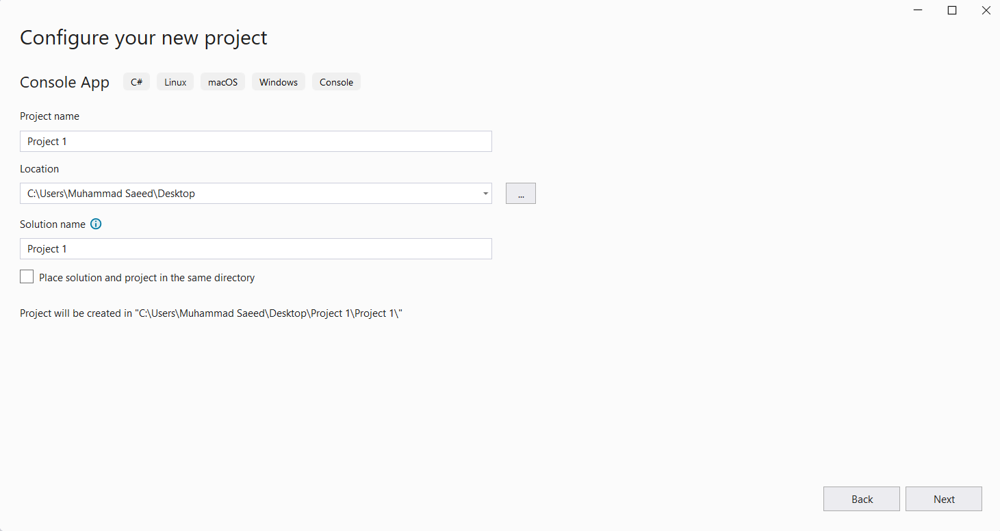 Configure your new project
Console App C# Linux macOS Windows Console
Project name
Project 1
Location
C:\Users\Muhammad Saeed\Desktop
...
Solution name
Project 1
Place solution and project in the same directory
Project will be created in "C:\Users\Muhammad Saeed\Desktop\Project 1\Project 1\"
Back Next